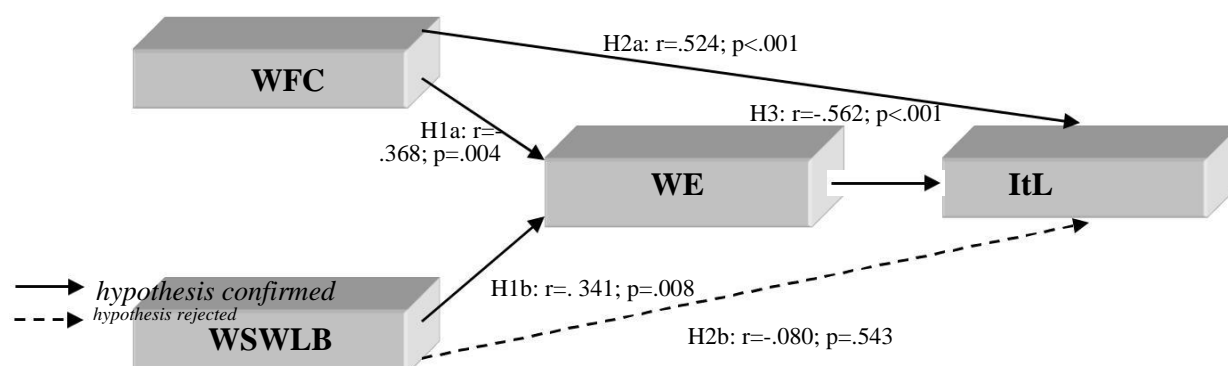 H2a: r=.524; p<.001
WFC
H3: r=-.562; p<.001
H1a: r=-
.368; p=.004
WE
ItL
hypothesis confirmed
H1b: r=. 341; p=.008
hypothesis rejected
WSWLB
H2b: r=-.080; p=.543